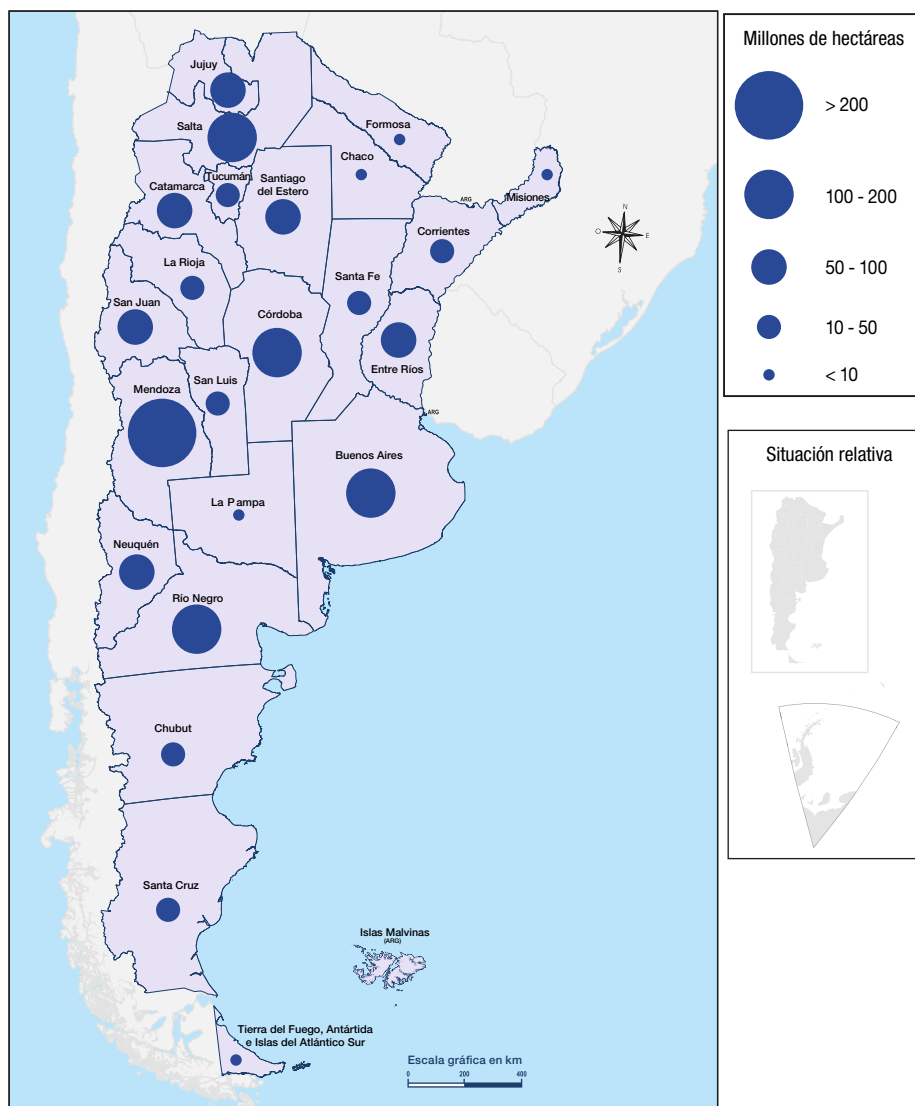 Jujuy
Salta
Formosa
Chaco
Tucumán
Catamarca
Santiago
del Estero
Misiones
ARG
Corrientes
La Rioja
Santa Fe
San Juan
Córdoba
Entre Ríos
San Luis
Mendoza
ARG
Buenos Aires
La Pampa
Neuquén
Río Negro
Chubut
Santa Cruz
Islas Malvinas
(ARG)
Tierra del Fuego, Antártida
e Islas del Atlántico Sur
Escala gráfica en km
0 200 400
N
O E
S
Millones de hectáreas
> 200
100 - 200
50 - 100
10 - 50
< 10
Situación relativa